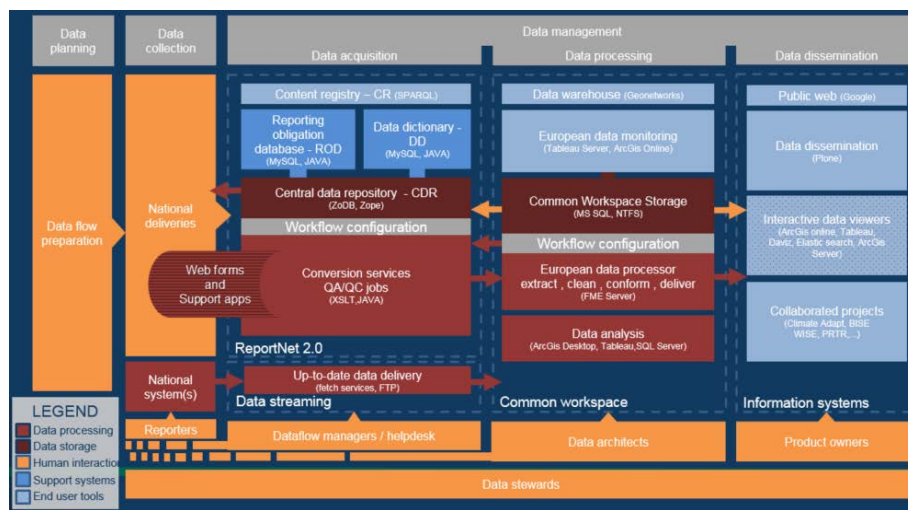 Data
planning
Data
collection
Data management
Data acquisition
Data processing
Data dissemination
Data flow
preparation
National
deliveries
Content registry – CR (SPARQL)
Reporting
obligation
database - ROD
(MySQL, JAVA)
Data dictionary -
DD
(MySQL, JAVA)
Central data repository - CDR
(ZoDB, Zope)
Workflow configuration
Web forms
and
Support apps
Conversion services
QA/QC jobs
(XSLT,JAVA)
ReportNet 2.0
National
system(s)
Up-to-date data delivery
(fetch services, FTP)
Data streaming
Data warehouse (Geonetworks)
European data monitoring
(Tableau Server, ArcGis Online)
Common Workspace Storage
(MS SQL, NTFS)
Workflow configuration
European data processor
extract , clean , conform , deliver
(FME Server)
Data analysis
(ArcGis Desktop, Tableau,SQL Server)
Common workspace
Public web (Google)
Data dissemination
(Plone)
Interactive data viewers
(ArcGis online, Tableau,
Daviz, Elastic search, ArcGis
Server)
Collaborated projects
(Climate Adapt, BISE
WISE, PRTR,...)
Information systems
LEGEND
Data processing
Data storage
Human interaction
Support systems
End user tools
Reporters
Dataflow managers / helpdesk
Data architects
Product owners
Data stewards